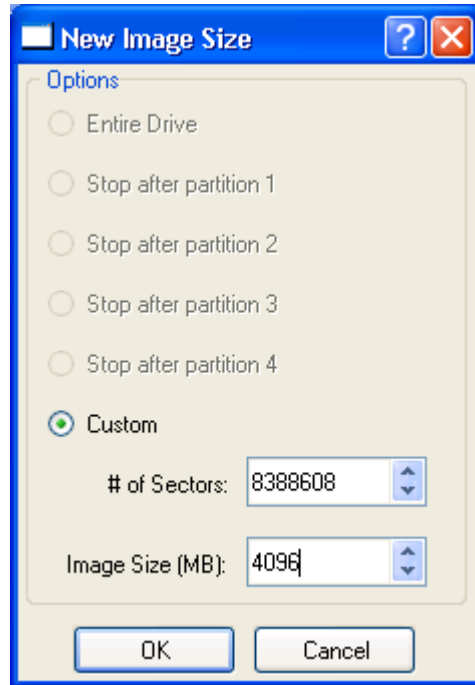 New Image Size
?
Options
Entire Drive
Stop after partition 1
Stop after partition 2
Stop after partition 3
Stop after partition 4
Custom
# of Sectors: 8388608
Image Size (MB): 4096
OK Cancel